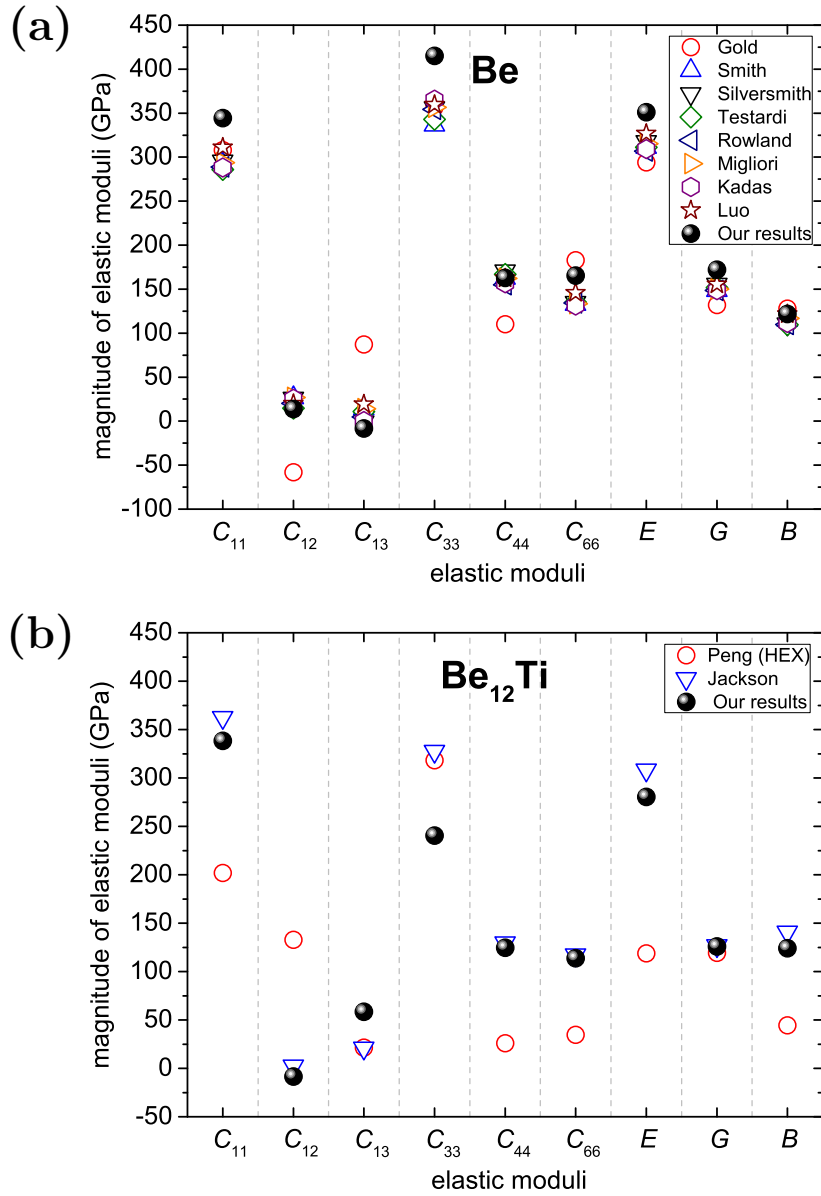 (a)
magnitude of elastic moduli (GPa)
450
400
350
300
250
200
150
100
50
0
-50
-100
Be
Gold
Smith
Silversmith
Testardi
Rowland
Migliori
Kadas
Luo
Our results
C₁₁ C₁₂ C₁₃ C₃₃ C₄₄ C₆₆ E G B
elastic moduli
(b)
magnitude of elastic moduli (GPa)
450
400
350
300
250
200
150
100
50
0
-50
Be₁₂Ti
Peng (HEX)
Jackson
Our results
C₁₁ C₁₂ C₁₃ C₃₃ C₄₄ C₆₆ E G B
elastic moduli